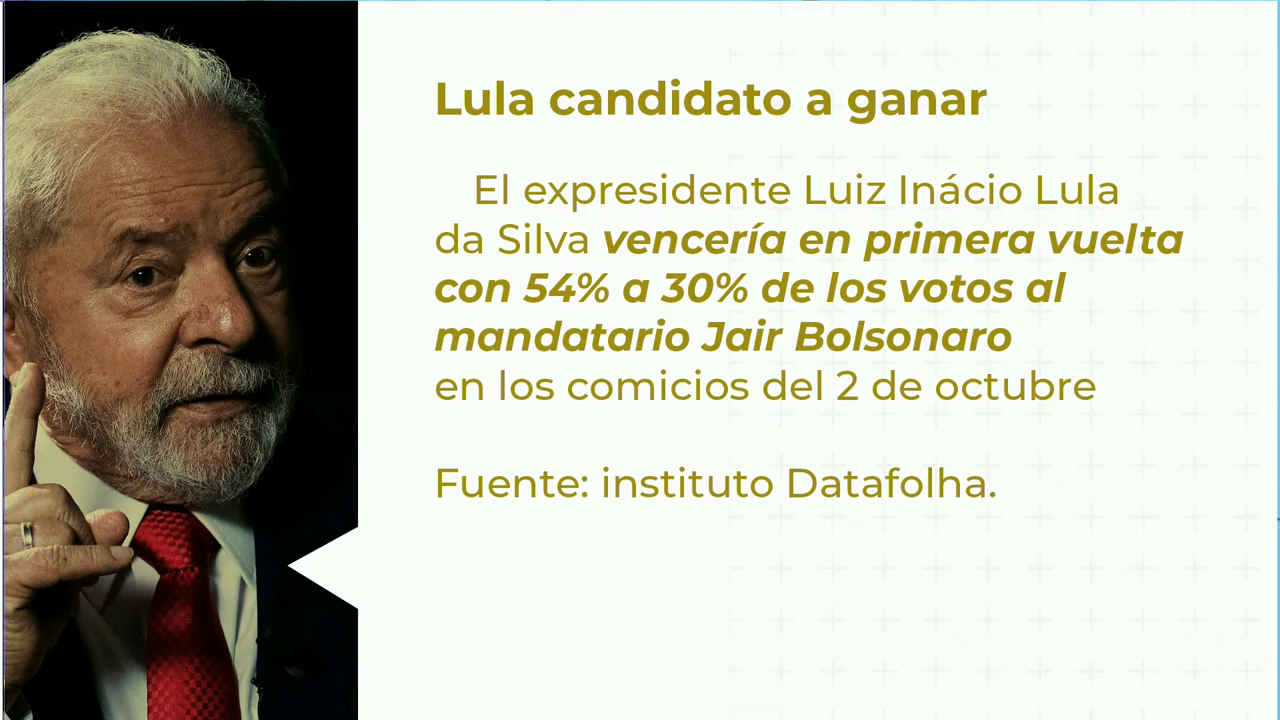 Lula candidato a ganar
El expresidente Luiz Inácio Lula
da Silva vencería en primera vuelta
con 54% a 30% de los votos al
mandatario Jair Bolsonaro
en los comicios del 2 de octubre
Fuente: instituto Datafolha.